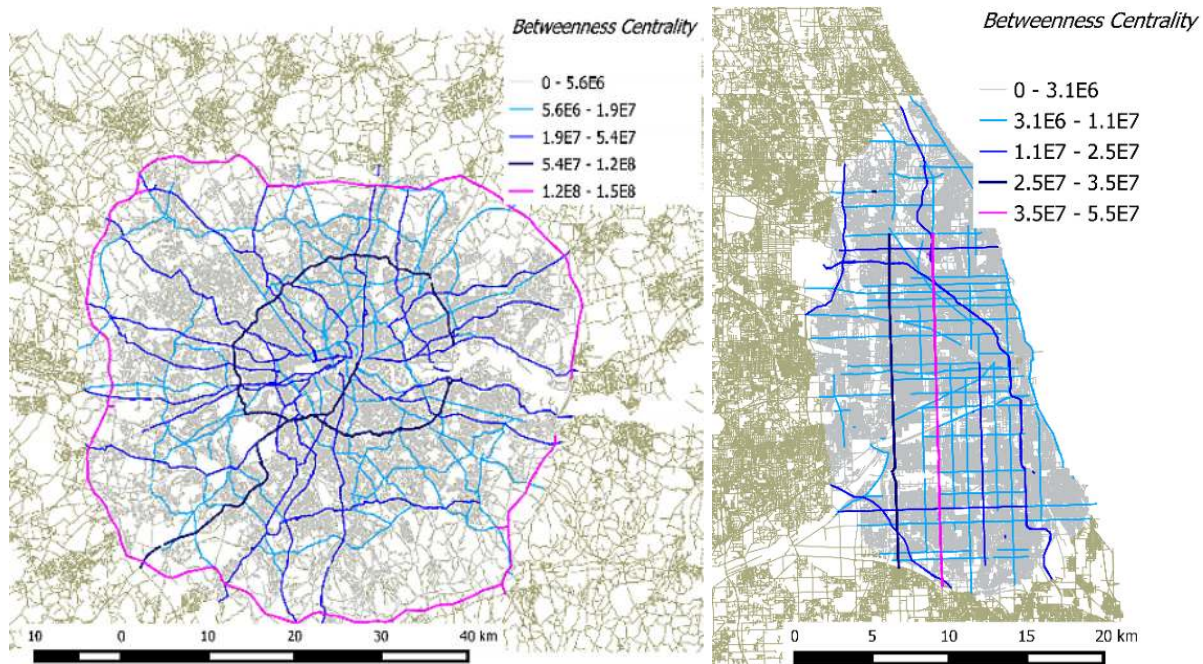 Betweenness Centrality
0 - 5.6E6
5.6E6 - 1.9E7
1.9E7 - 5.4E7
5.4E7 - 1.2E8
1.2E8 - 1.5E8
10 0 10 20 30 40 km
Betweenness Centrality
0 - 3.1E6
3.1E6 - 1.1E7
1.1E7 - 2.5E7
2.5E7 - 3.5E7
3.5E7 - 5.5E7
0 5 10 15 20 km